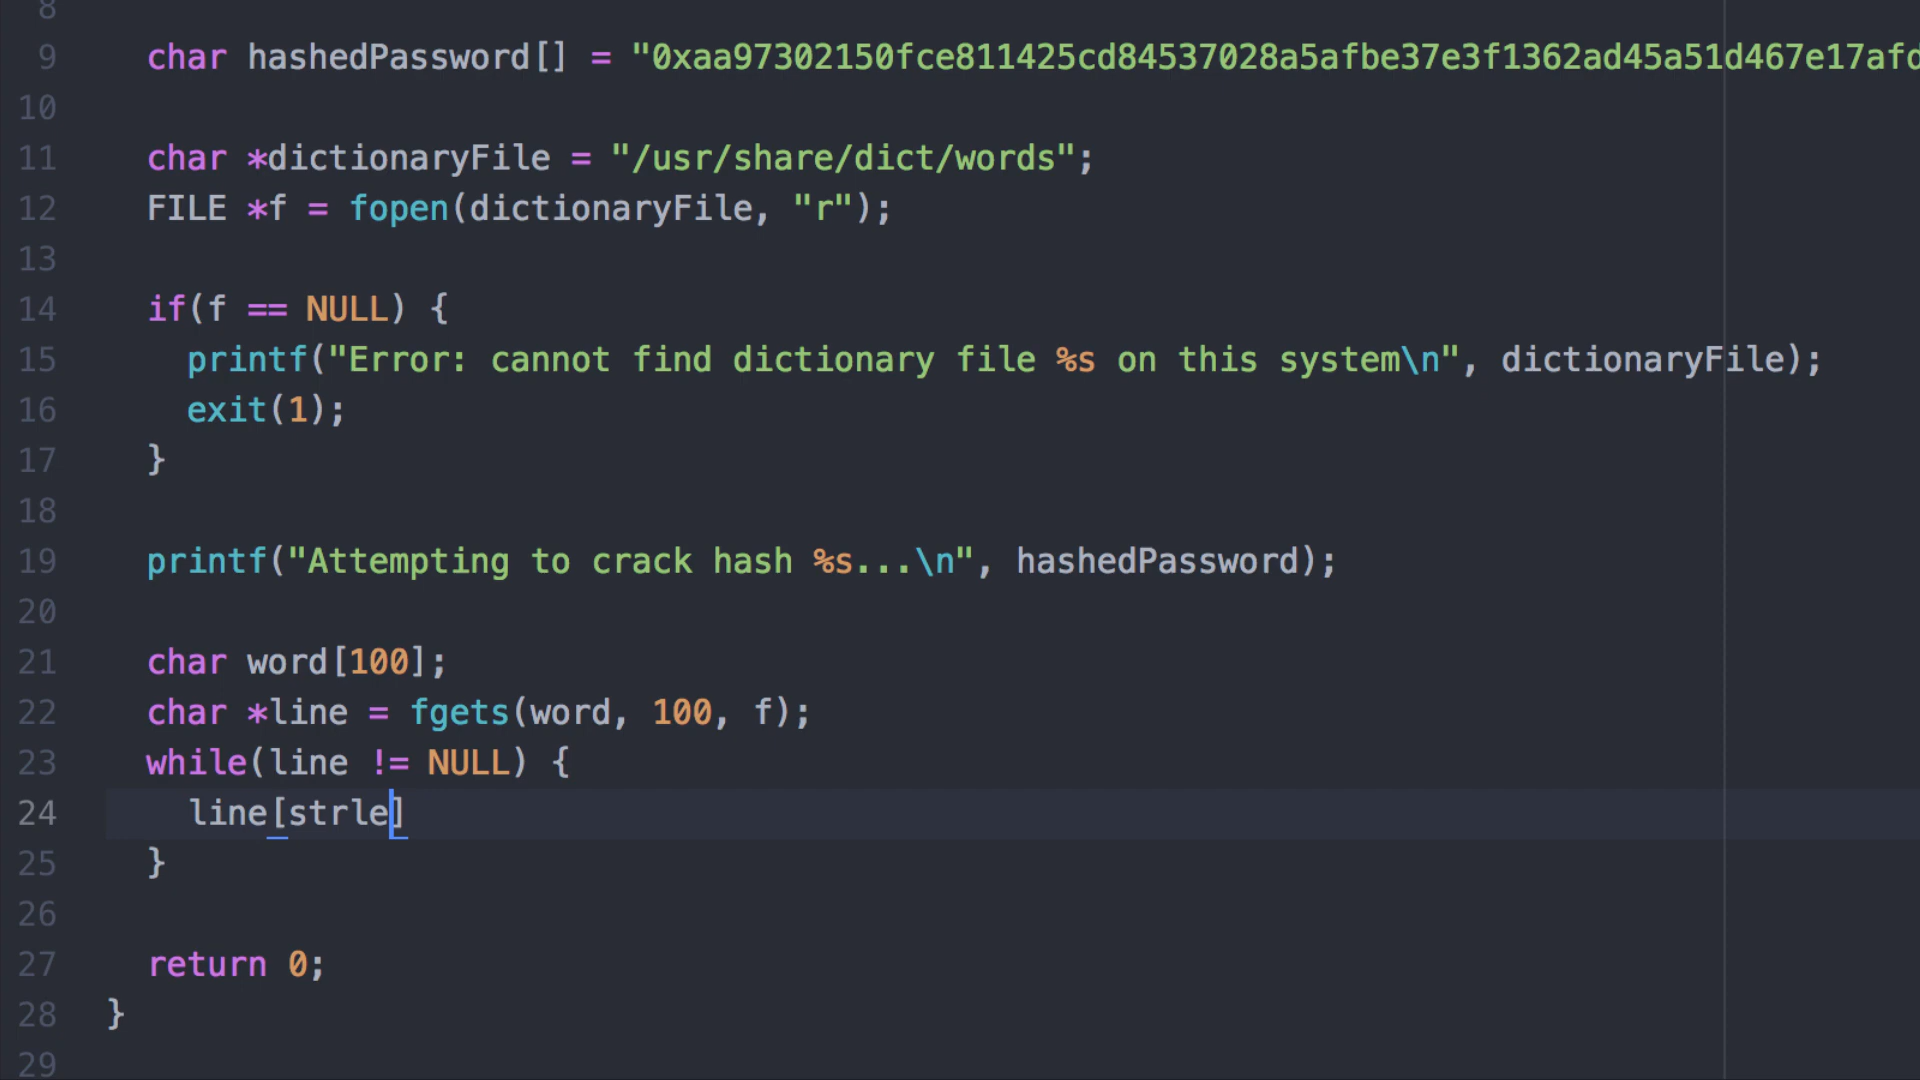 8
9 char hashedPassword[] = "0xaa97302150fce811425cd84537028a5afbe37e3f1362ad45a51d467e17afd
10
11 char *dictionaryFile = "/usr/share/dict/words";
12 FILE *f = fopen(dictionaryFile, "r");
13
14 if(f == NULL) {
15 printf("Error: cannot find dictionary file %s on this system\n", dictionaryFile);
16 exit(1);
17 }
18
19 printf("Attempting to crack hash %s...\n", hashedPassword);
20
21 char word[100];
22 char *line = fgets(word, 100, f);
23 while(line != NULL) {
24 line[strle]
25 }
26
27 return 0;
28 }
29